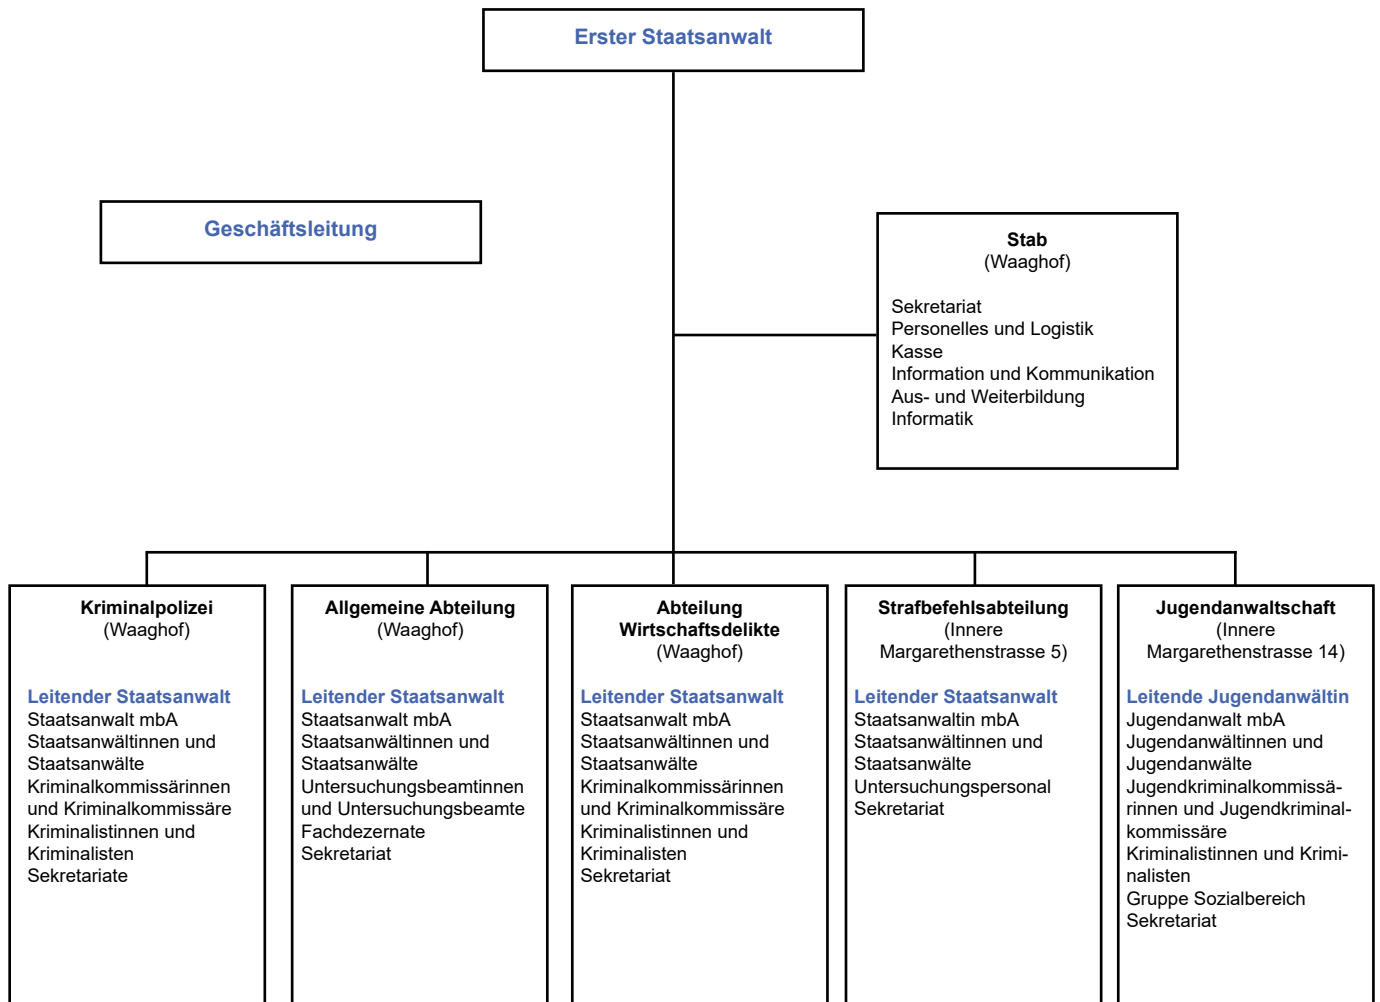 Erster Staatsanwalt
Geschäftsleitung
Stab
(Waaghof)
Sekretariat
Personelles und Logistik
Kasse
Information und Kommunikation
Aus- und Weiterbildung
Informatik
Kriminalpolizei
(Waaghof)
Leitender Staatsanwalt
Staatsanwalt mbA
Staatsanwältinnen und
Staatsanwälte
Kriminalkommissärinnen
und Kriminalkommissäre
Kriminalistinnen und
Kriminalisten
Sekretariate
Allgemeine Abteilung
(Waaghof)
Leitender Staatsanwalt
Staatsanwalt mbA
Staatsanwältinnen und
Staatsanwälte
Untersuchungsbeamtinnen
und Untersuchungsbeamte
Fachdezernate
Sekretariat
Abteilung
Wirtschaftsdelikte
(Waaghof)
Leitender Staatsanwalt
Staatsanwalt mbA
Staatsanwältinnen und
Staatsanwälte
Kriminalkommissärinnen
und Kriminalkommissäre
Kriminalistinnen und
Kriminalisten
Sekretariat
Strafbefehlsabteilung
(Innere
Margarethenstrasse 5)
Leitender Staatsanwalt
Staatsanwaltin mbA
Staatsanwältinnen und
Staatsanwälte
Untersuchungspersonal
Sekretariat
Jugendanwaltschaft
(Innere
Margarethenstrasse 14)
Leitende Jugendanwältin
Jugendanwalt mbA
Jugendanwältinnen und
Jugendanwälte
Jugendkriminalkommissä-
rinnen und Jugendkriminal-
kommissäre
Kriminalistinnen und Krimi-
nalisten
Gruppe Sozialbereich
Sekretariat